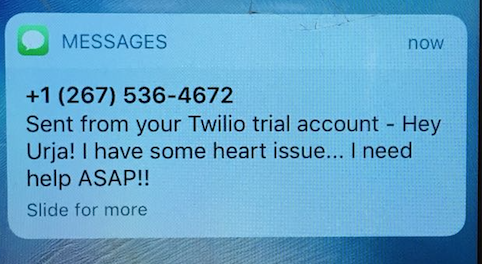 MESSAGES now
+1 (267) 536-4672
Sent from your Twilio trial account - Hey
Urja! I have some heart issue... I need
help ASAP!!
Slide for more